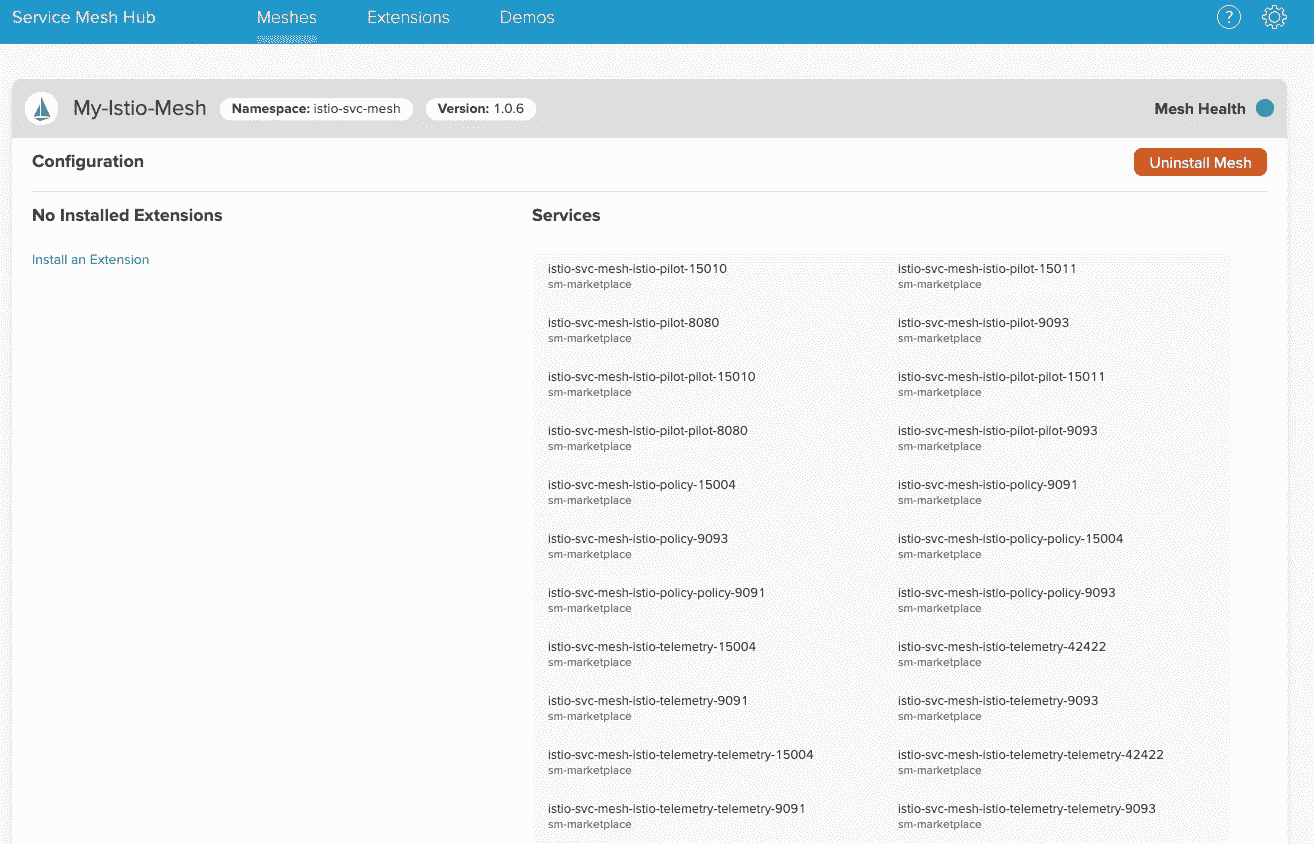 Service Mesh Hub
Meshes
Extensions
Demos
?
My-Istio-Mesh
Namespace: istio-svc-mesh
Version: 1.0.6
Mesh Health
Configuration
Uninstall Mesh
No Installed Extensions
Install an Extension
Services
istio-svc-mesh-istio-pilot-15010
sm-marketplace
istio-svc-mesh-istio-pilot-15011
sm-marketplace
istio-svc-mesh-istio-pilot-8080
sm-marketplace
istio-svc-mesh-istio-pilot-9093
sm-marketplace
istio-svc-mesh-istio-pilot-pilot-15010
sm-marketplace
istio-svc-mesh-istio-pilot-pilot-15011
sm-marketplace
istio-svc-mesh-istio-pilot-pilot-8080
sm-marketplace
istio-svc-mesh-istio-pilot-pilot-9093
sm-marketplace
istio-svc-mesh-istio-policy-15004
sm-marketplace
istio-svc-mesh-istio-policy-9091
sm-marketplace
istio-svc-mesh-istio-policy-9093
sm-marketplace
istio-svc-mesh-istio-policy-policy-15004
sm-marketplace
istio-svc-mesh-istio-policy-policy-9091
sm-marketplace
istio-svc-mesh-istio-policy-policy-9093
sm-marketplace
istio-svc-mesh-istio-telemetry-15004
sm-marketplace
istio-svc-mesh-istio-telemetry-42422
sm-marketplace
istio-svc-mesh-istio-telemetry-9091
sm-marketplace
istio-svc-mesh-istio-telemetry-9093
sm-marketplace
istio-svc-mesh-istio-telemetry-telemetry-15004
sm-marketplace
istio-svc-mesh-istio-telemetry-telemetry-42422
sm-marketplace
istio-svc-mesh-istio-telemetry-telemetry-9091
sm-marketplace
istio-svc-mesh-istio-telemetry-telemetry-9093
sm-marketplace